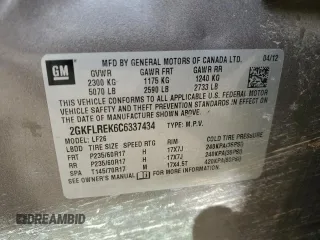 GM
MFD BY GENERAL MOTORS OF CANADA LTD. 04/12
GVWR GAWR FRT GAWR RR
2300 KG 1175 KG 1240 KG
5070 LB 2590 LB 2733 LB
THIS VEHICLE CONFORMS TO ALL APPLICABLE U.S. FEDERAL
MOTOR VEHICLE SAFETY
THEFT PREVENTION STANDARDS IN EFFECT ON THE DATE
OF MANUFACTURE SHOWN ABOVE.
2GKFLREK6C6337434 TYPE: M.P.V.
MODEL: LF26
TIRE SIZE SPEED RTG RIM COLD TIRE PRESSURE
FRT P235/60R17 H 17X7J 240KPA(35PSI)
RR P235/60R17 H 17X7J 240KPA(35PSI)
SPA T145/70R17 M 17X4.5T 420KPA(60PSI)
SEE OWNER'S MANUAL FOR ADDITIONAL INFORMATION.
DREAMBID